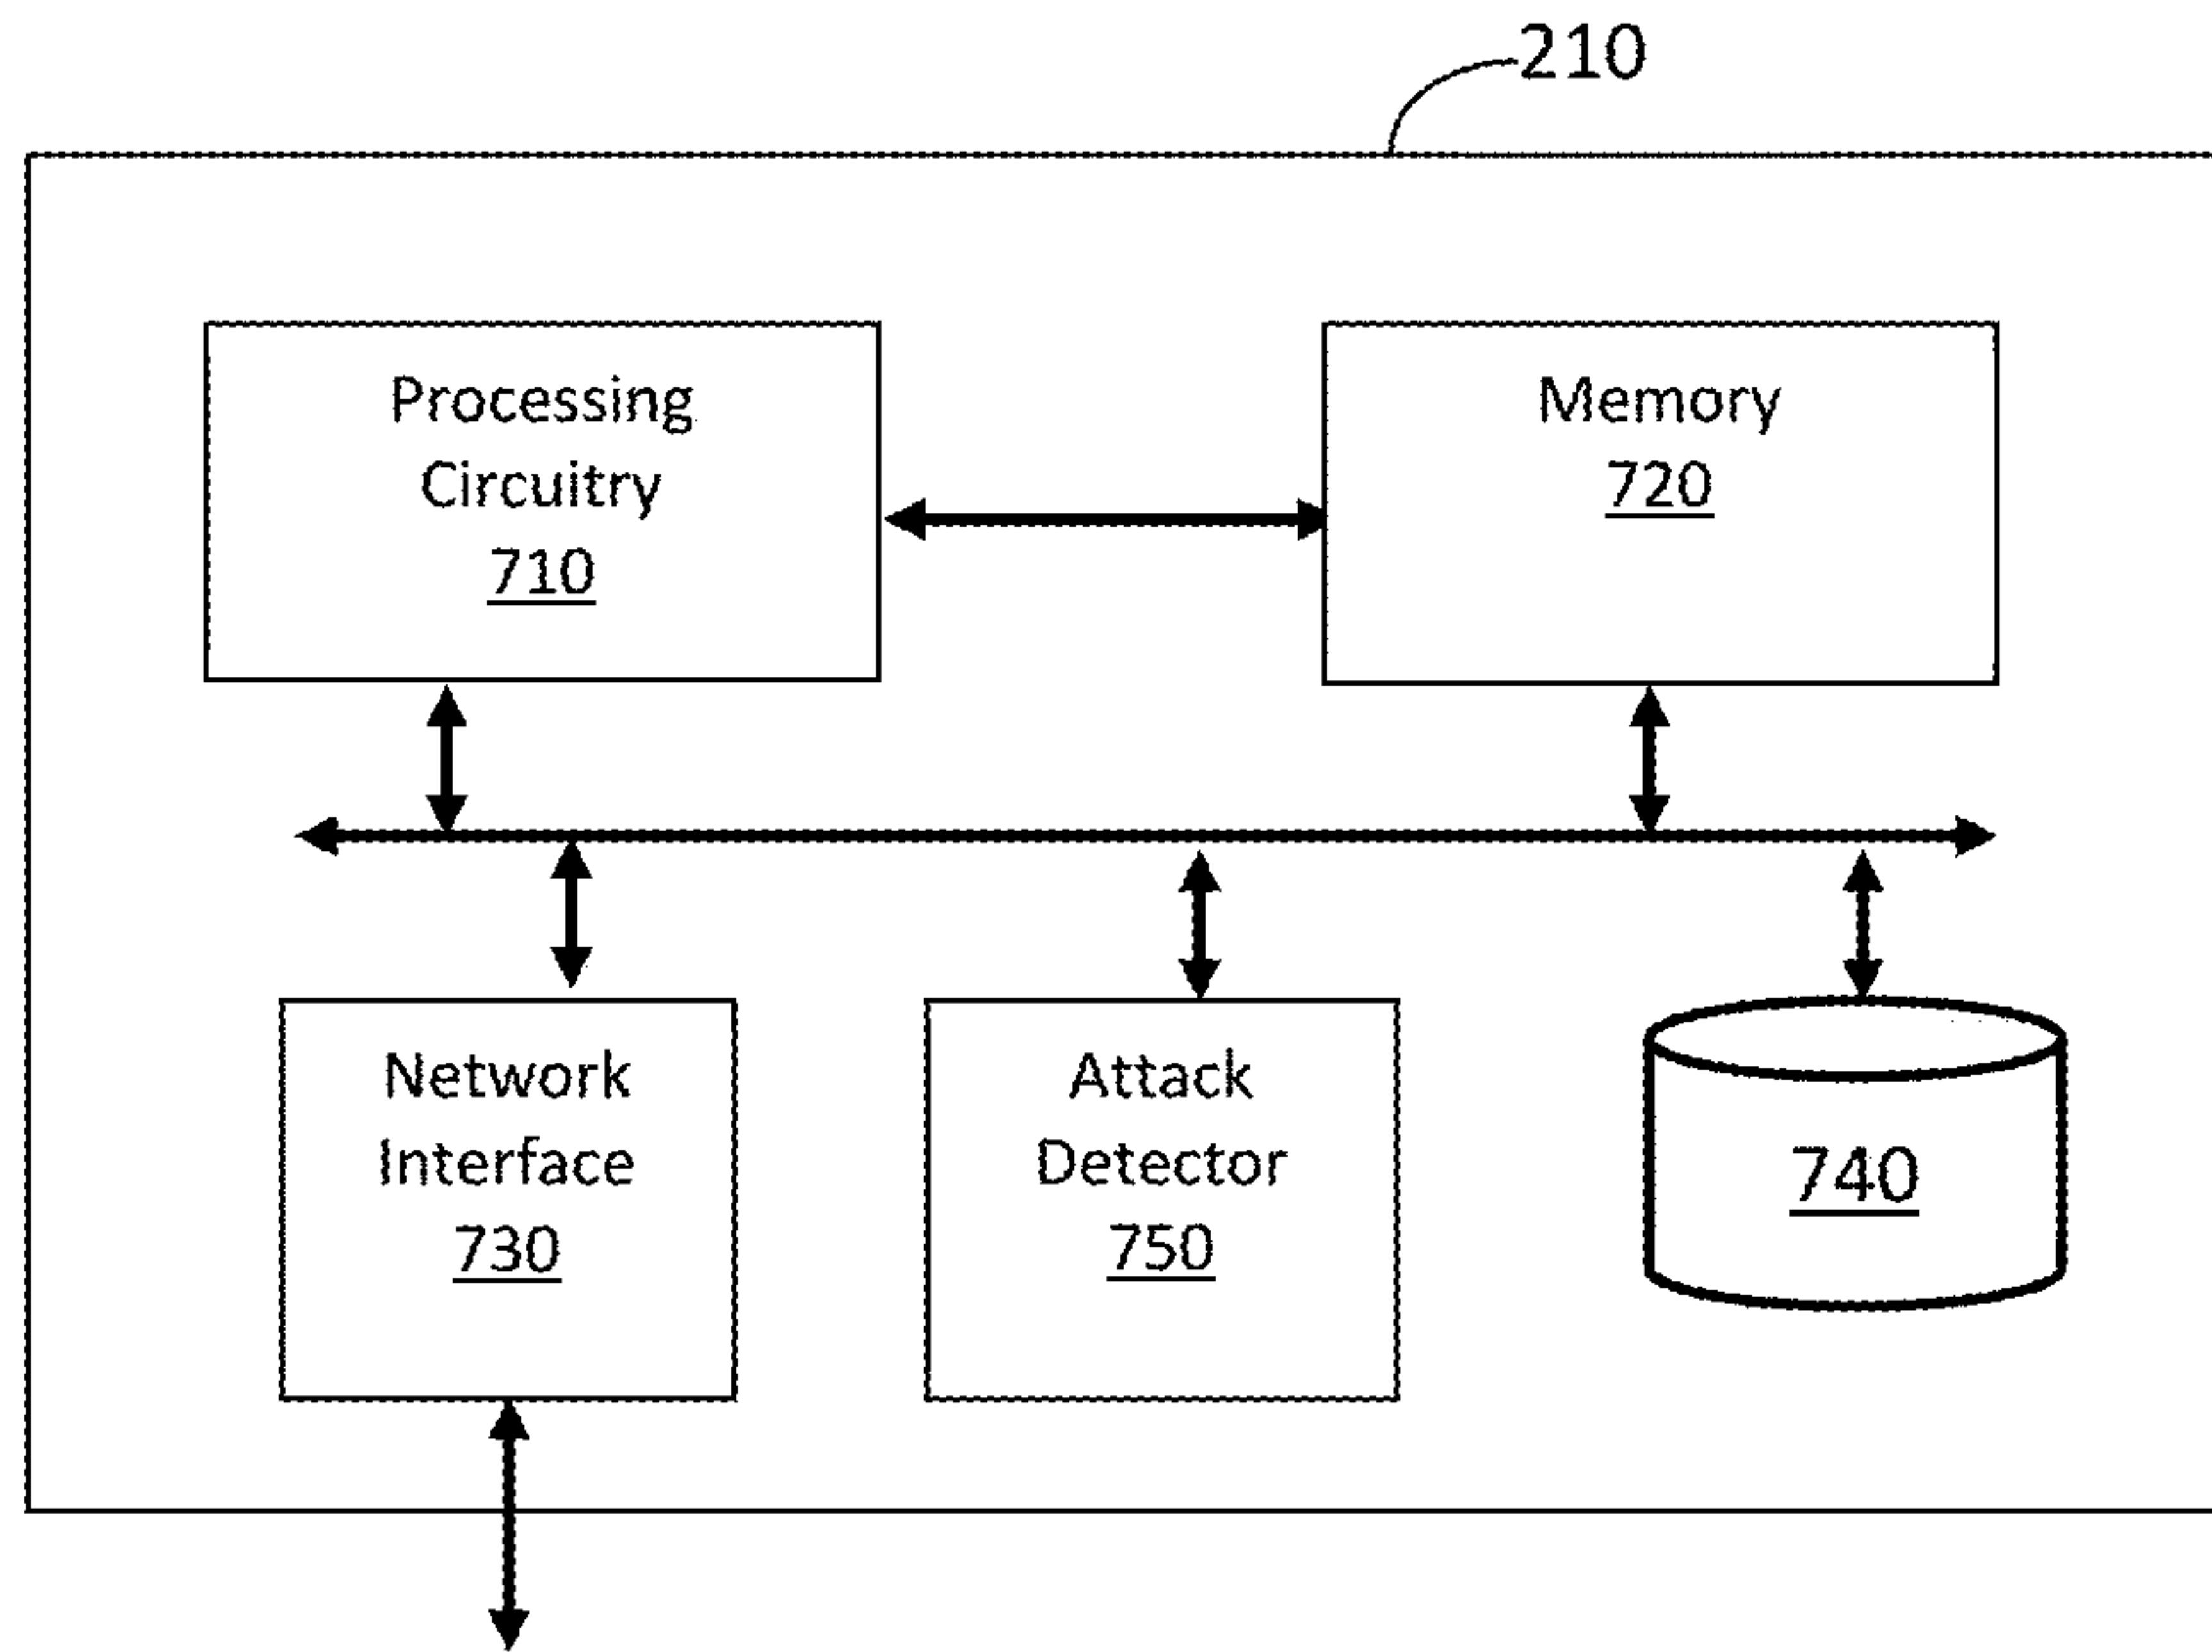 210
Processing
Circuitry
710
Memory
720
Network
Interface
730
Attack
Detector
750
740